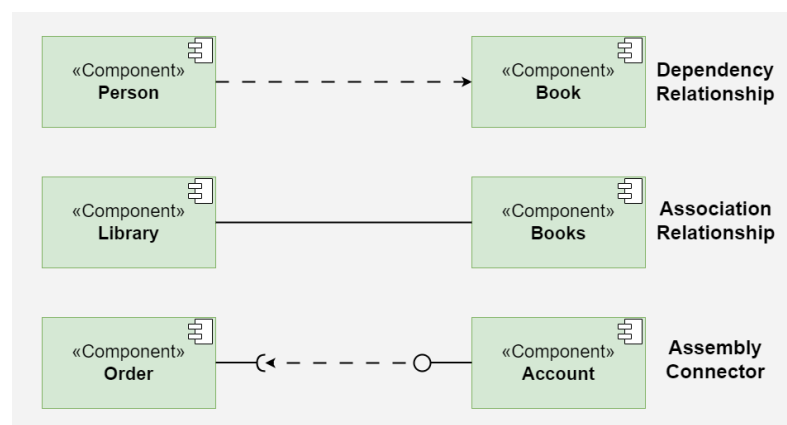 «Component»
Person
«Component»
Book
Dependency
Relationship
«Component»
Library
«Component»
Books
Association
Relationship
«Component»
Order
«Component»
Account
Assembly
Connector